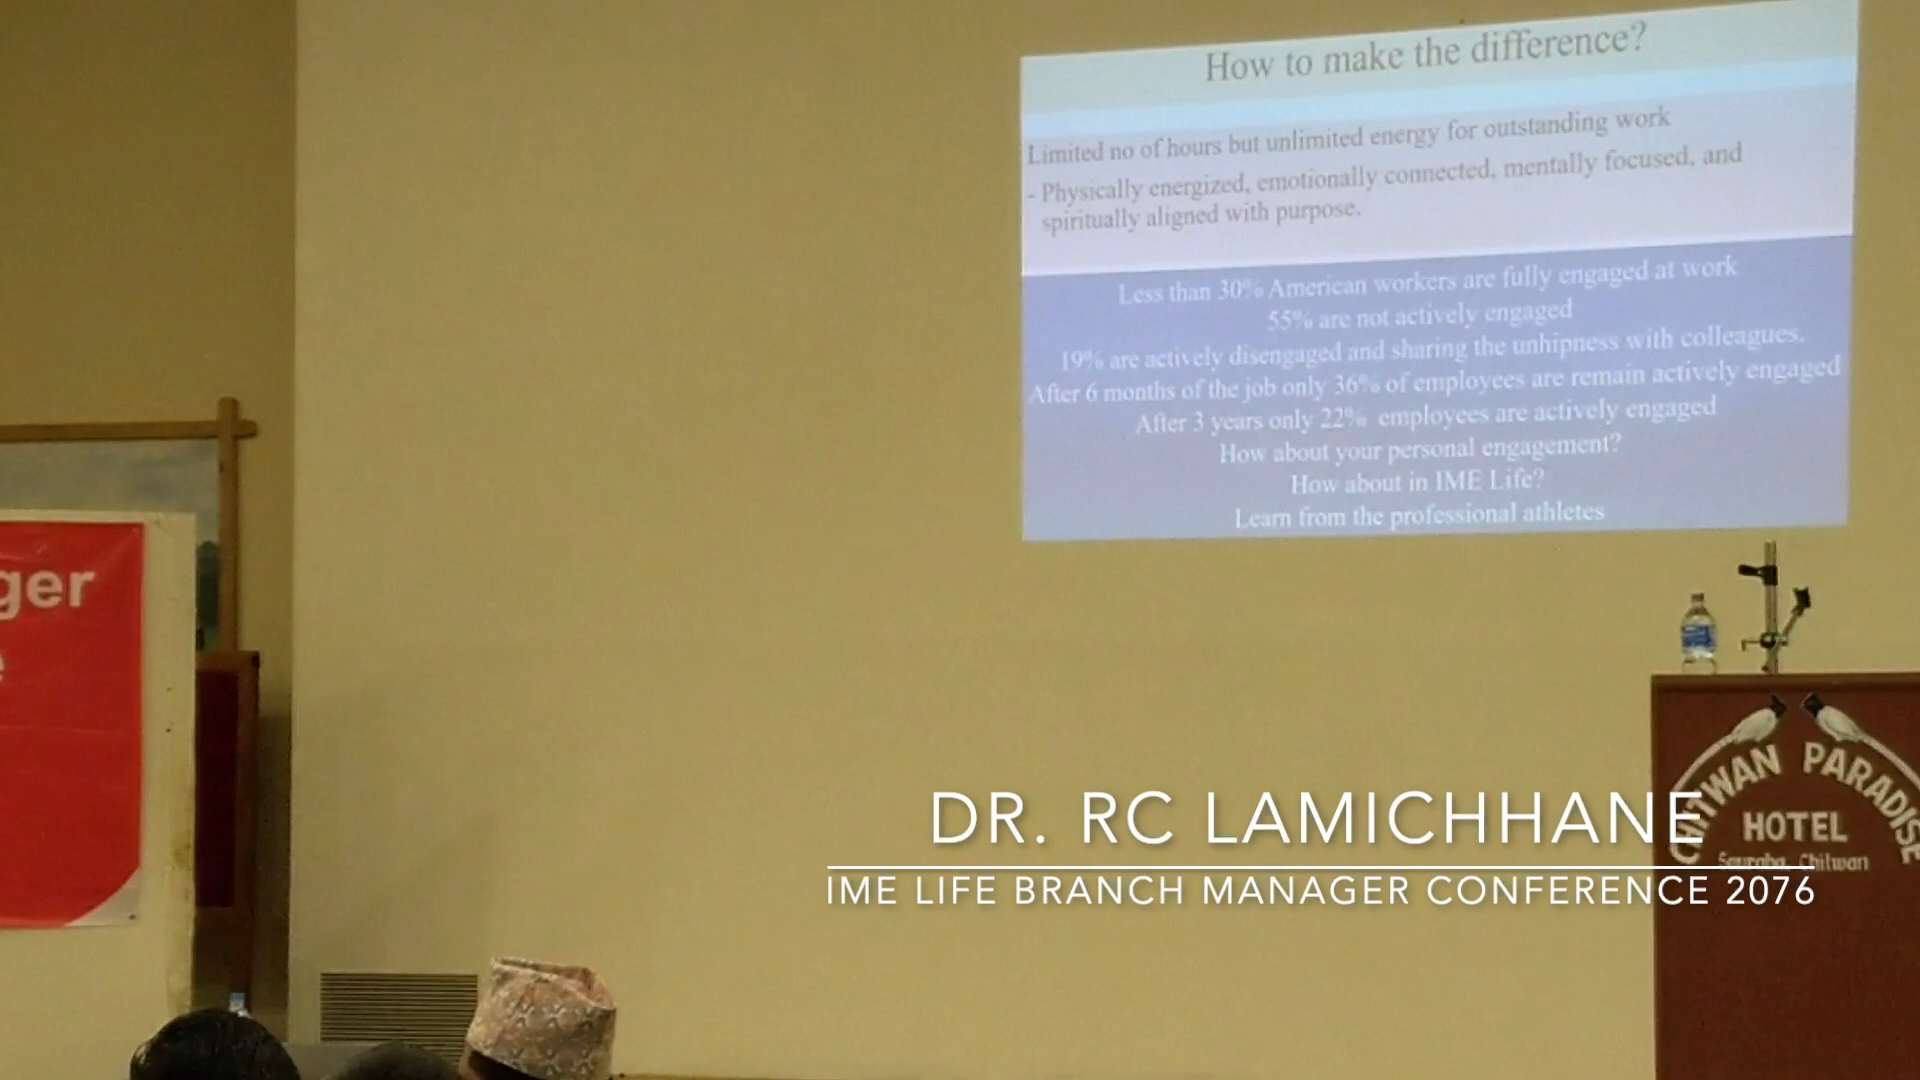 How to make the difference?
Limited no of hours but unlimited energy for outstanding work
- Physically energized, emotionally connected, mentally focused, and
spiritually aligned with purpose.
Less than 30% American workers are fully engaged at work
55% are not actively engaged
19% are actively disengaged and sharing the unhipness with colleagues.
After 6 months of the job only 36% of employees are remain actively engaged
After 3 years only 22% employees are actively engaged
How about your personal engagement?
How about in IME Life?
Learn from the professional athletes
ger
e
CHITWAN PARADISE
HOTEL
Sauraha, Chitwan
DR. RC LAMICHHANE
IME LIFE BRANCH MANAGER CONFERENCE 2076